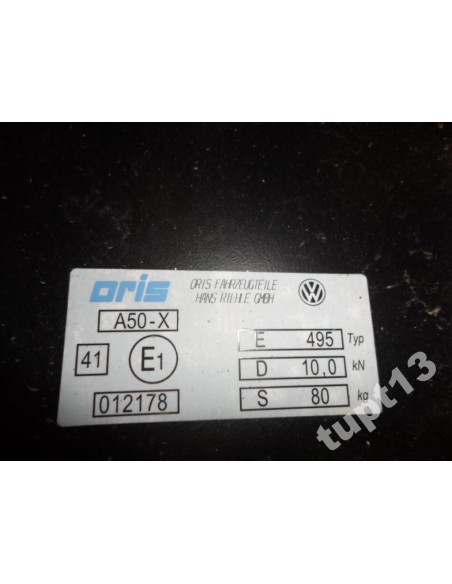 oris
ORIS FAHRZEUGTEILE
HANS RIEHLE GMBH
A50-X
41 E1
012178
E 495 Typ
D 10,0 kN
S 80 kg
tupt13